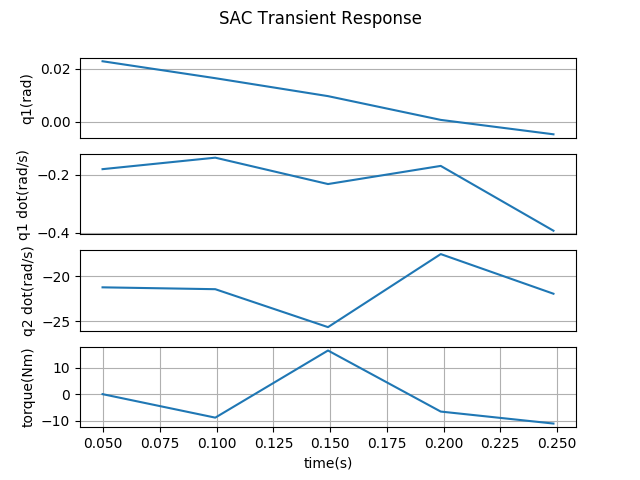 SAC Transient Response
q1(rad)
0.02
0.00
q1 dot(rad/s)
−0.2
−0.4
q2 dot(rad/s)
−20
−25
torque(Nm)
10
0
−10
0.050 0.075 0.100 0.125 0.150 0.175 0.200 0.225 0.250
time(s)